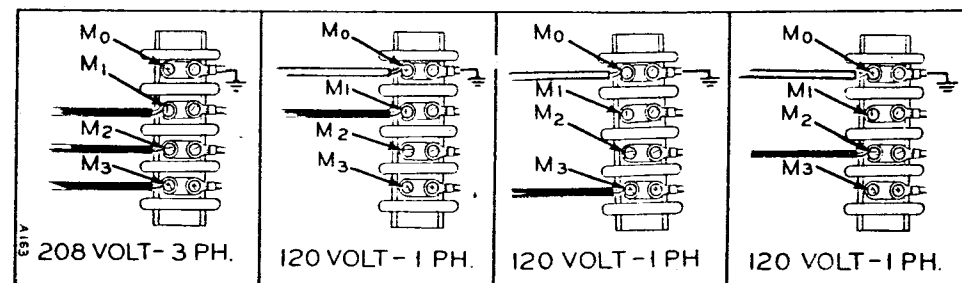 M0
M1
M2
M3
A163
208 VOLT-3 PH.
M0
M1
M2
M3
120 VOLT-1 PH.
M0
M1
M2
M3
120 VOLT-1 PH
M0
M1
M2
M3
120 VOLT-1 PH.